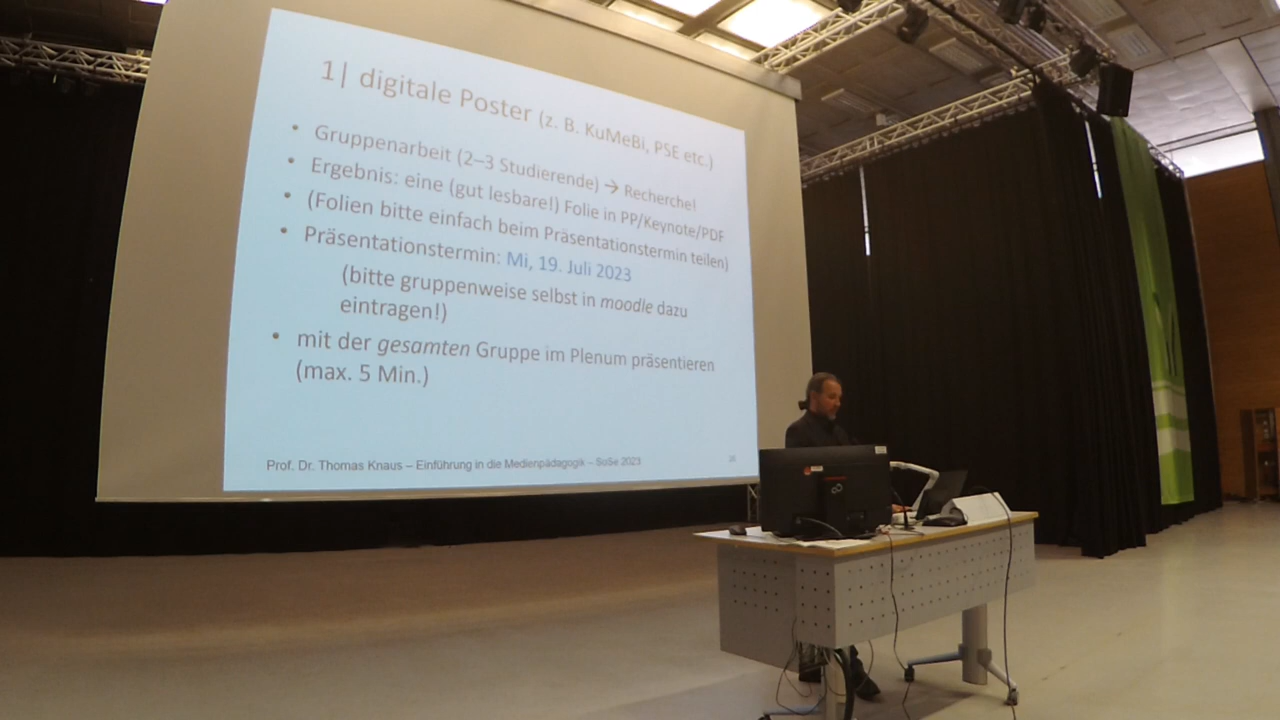 1| digitale Poster (z. B. KuMeBi, PSE etc.)
• Gruppenarbeit (2–3 Studierende) → Recherche!
• Ergebnis: eine (gut lesbare!) Folie in PP/Keynote/PDF
• (Folien bitte einfach beim Präsentationstermin teilen)
• Präsentationstermin: Mi, 19. Juli 2023
(bitte gruppenweise selbst in moodle dazu
eintragen!)
• mit der gesamten Gruppe im Plenum präsentieren
(max. 5 Min.)
Prof. Dr. Thomas Knaus – Einführung in die Medienpädagogik – SoSe 2023